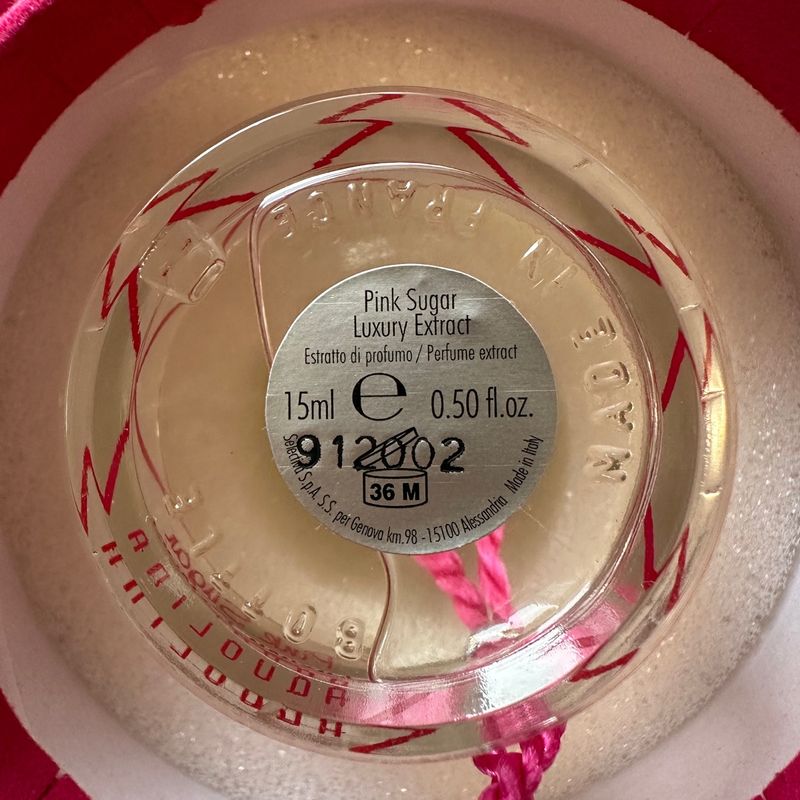 Pink Sugar
Luxury Extract
Estratto di profumo / Perfume extract
15ml e 0.50 fl.oz.
912002
36 M
Selectiva S.p.A. S.S. per Genova km.98 -15100 Alessandria Made in Italy
BOTTLE MADE IN FRANCE